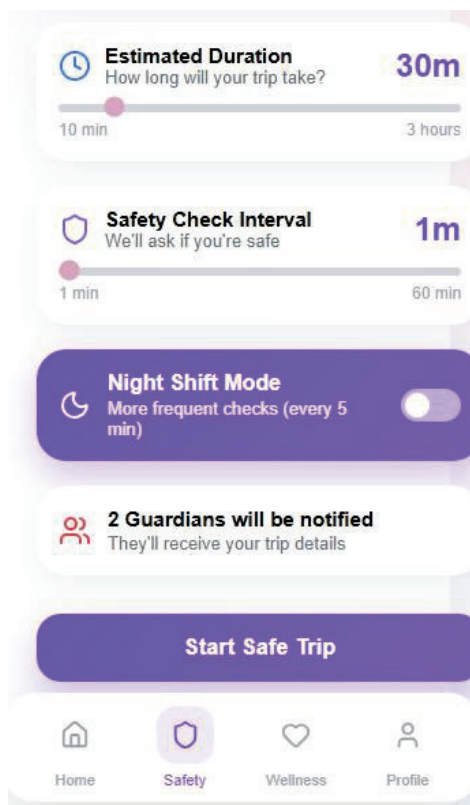 Estimated Duration
How long will your trip take?
30m
10 min
3 hours
Safety Check Interval
We'll ask if you're safe
1m
1 min
60 min
Night Shift Mode
More frequent checks (every 5
min)
2 Guardians will be notified
They'll receive your trip details
Start Safe Trip
Home
Safety
Wellness
Profile